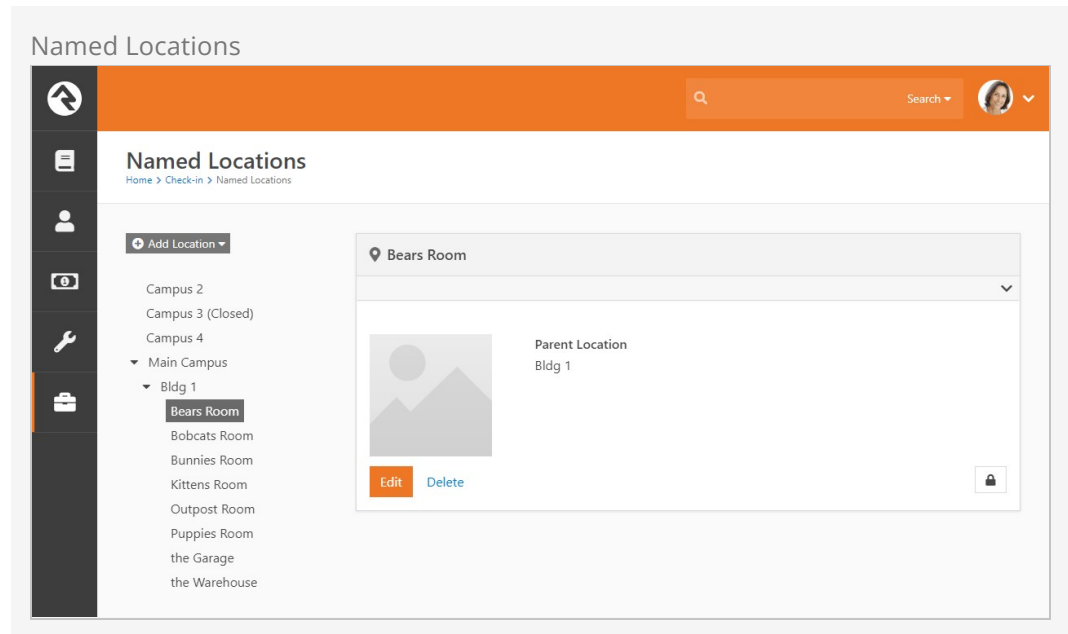 Named Locations
Search
Named Locations
Home > Check-in > Named Locations
Add Location
Bears Room
Campus 2
Campus 3 (Closed)
Campus 4
Main Campus
Bldg 1
Bears Room
Bobcats Room
Bunnies Room
Kittens Room
Outpost Room
Puppies Room
the Garage
the Warehouse
Parent Location
Bldg 1
Edit
Delete